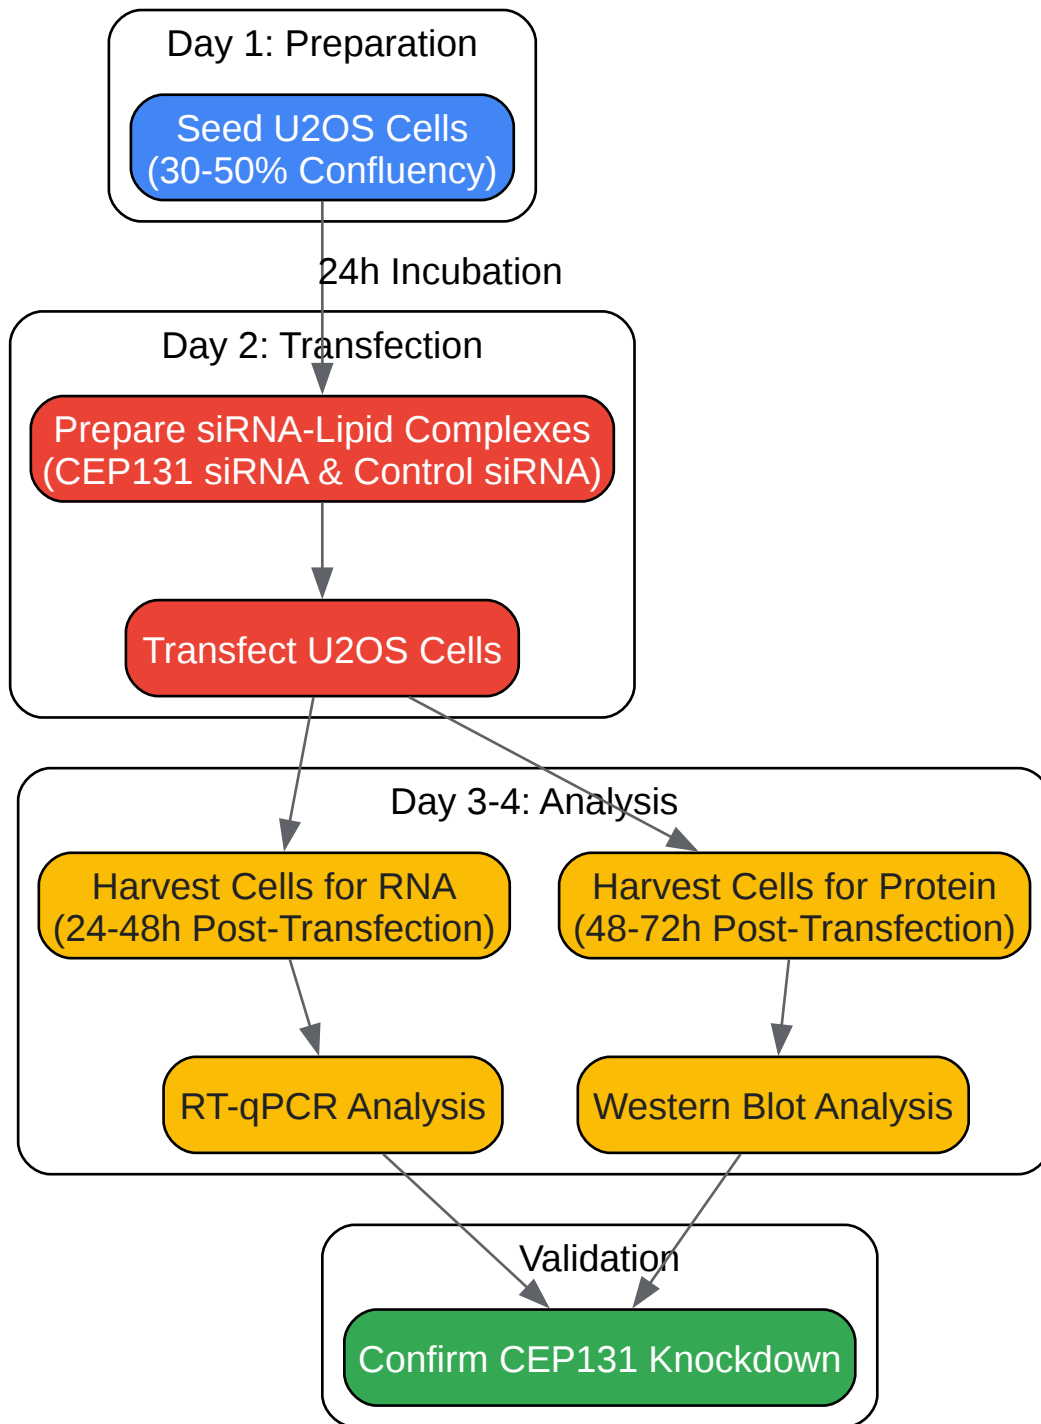 Day 1: Preparation
Seed U2OS Cells
(30-50% Confluency)
24h Incubation
Day 2: Transfection
Prepare siRNA-Lipid Complexes
(CEP131 siRNA & Control siRNA)
Transfect U2OS Cells
Day 3-4: Analysis
Harvest Cells for RNA
(24-48h Post-Transfection)
Harvest Cells for Protein
(48-72h Post-Transfection)
RT-qPCR Analysis
Western Blot Analysis
Validation
Confirm CEP131 Knockdown